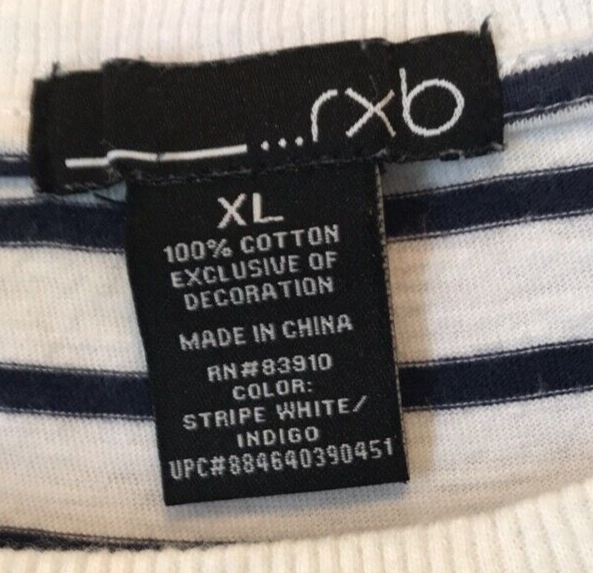 ...rxb
XL
100% COTTON
EXCLUSIVE OF
DECORATION
MADE IN CHINA
RN#83910
COLOR:
STRIPE WHITE/
INDIGO
UPC#884640390451